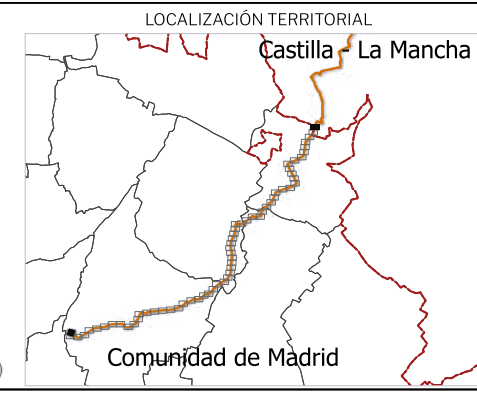 LOCALIZACIÓN TERRITORIAL
Castilla - La Mancha
Comunidad de Madrid